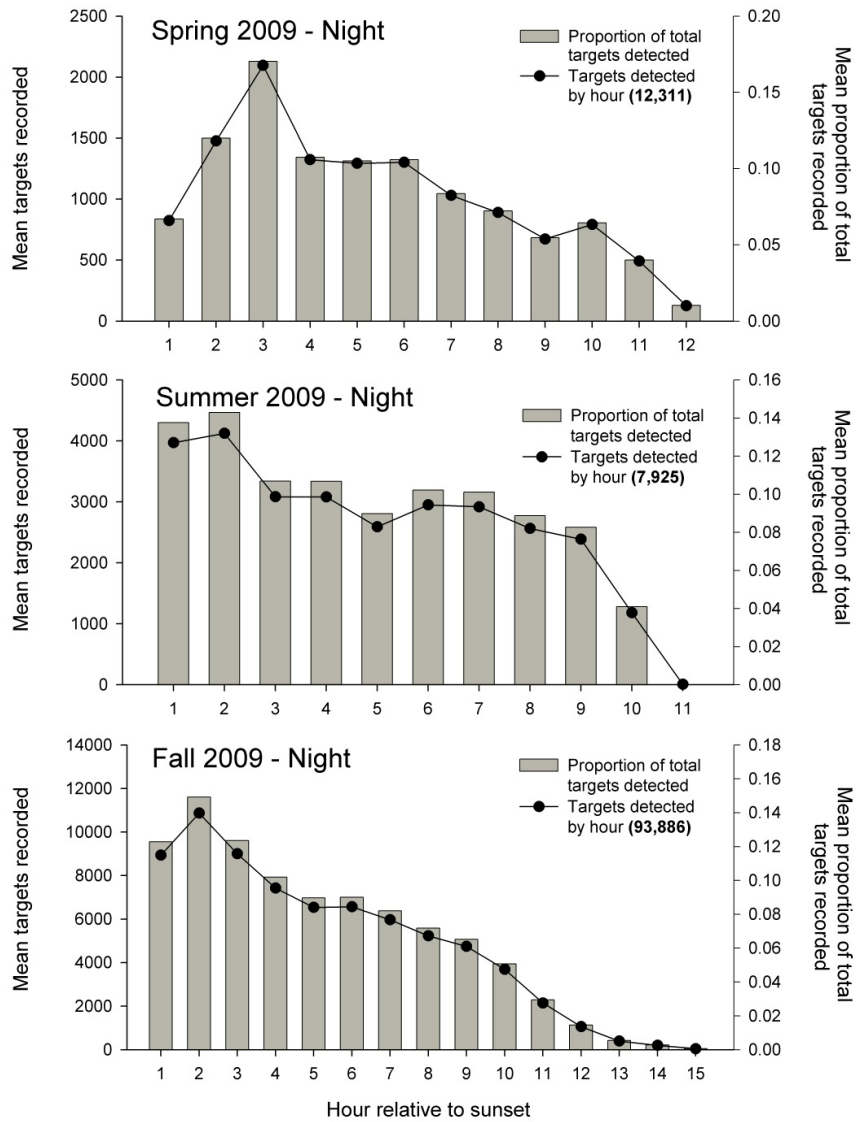 Spring 2009 - Night
Proportion of total
targets detected
Targets detected
by hour (12,311)
Mean targets recorded
2500
2000
1500
1000
500
0
Mean proportion of total
targets recorded
0.20
0.15
0.10
0.05
0.00
1 2 3 4 5 6 7 8 9 10 11 12
Summer 2009 - Night
Proportion of total
targets detected
Targets detected
by hour (7,925)
Mean targets recorded
5000
4000
3000
2000
1000
0
Mean proportion of total
targets recorded
0.16
0.14
0.12
0.10
0.08
0.06
0.04
0.02
0.00
1 2 3 4 5 6 7 8 9 10 11
Fall 2009 - Night
Proportion of total
targets detected
Targets detected
by hour (93,886)
Mean targets recorded
14000
12000
10000
8000
6000
4000
2000
0
Mean proportion of total
targets recorded
0.18
0.16
0.14
0.12
0.10
0.08
0.06
0.04
0.02
0.00
1 2 3 4 5 6 7 8 9 10 11 12 13 14 15
Hour relative to sunset